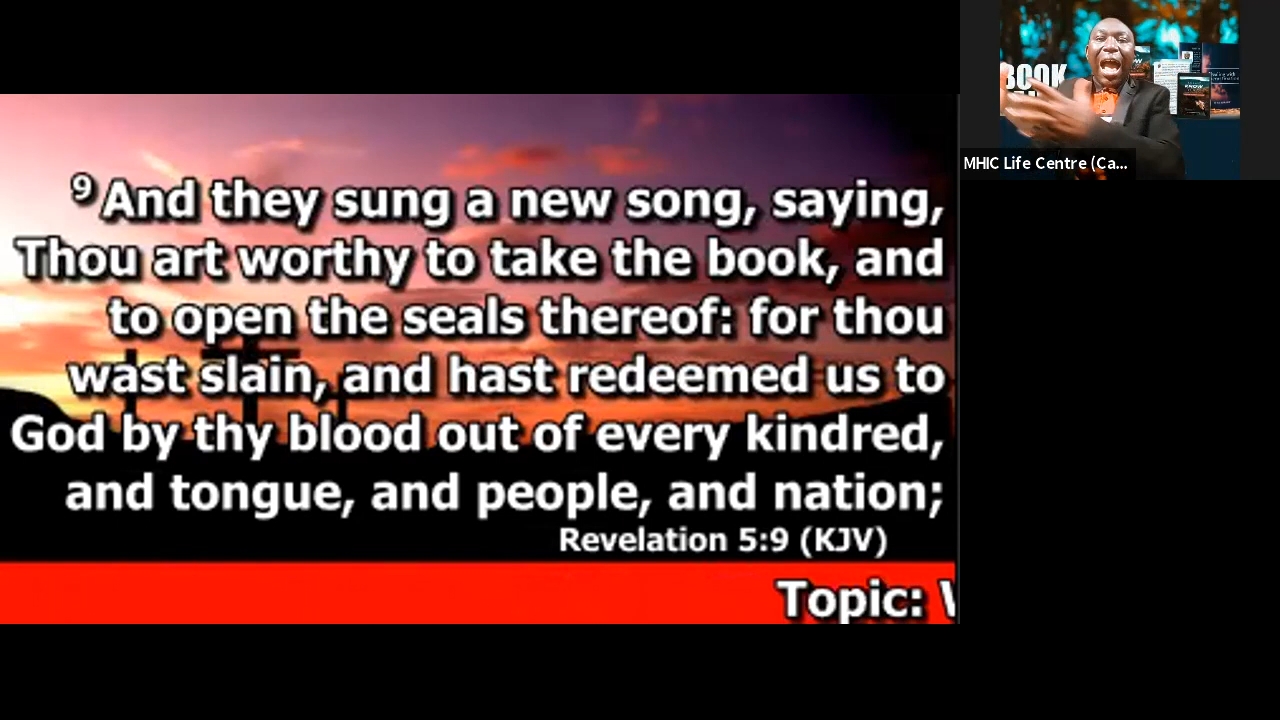 9 And they sung a new song, saying,
Thou art worthy to take the book, and
to open the seals thereof: for thou
wast slain, and hast redeemed us to
God by thy blood out of every kindred,
and tongue, and people, and nation;
Revelation 5:9 (KJV)
Topic:
BOOK
KNOW
MHIC Life Centre (Ca...